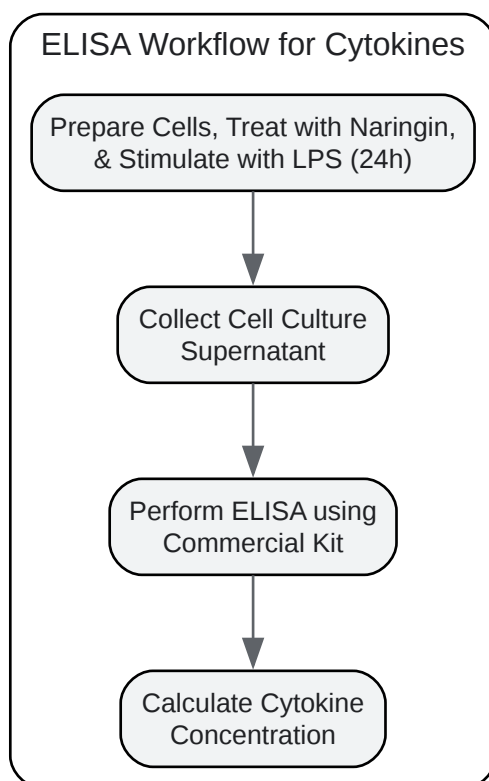 ELISA Workflow for Cytokines
Prepare Cells, Treat with Naringin,
& Stimulate with LPS (24h)
Collect Cell Culture
Supernatant
Perform ELISA using
Commercial Kit
Calculate Cytokine
Concentration